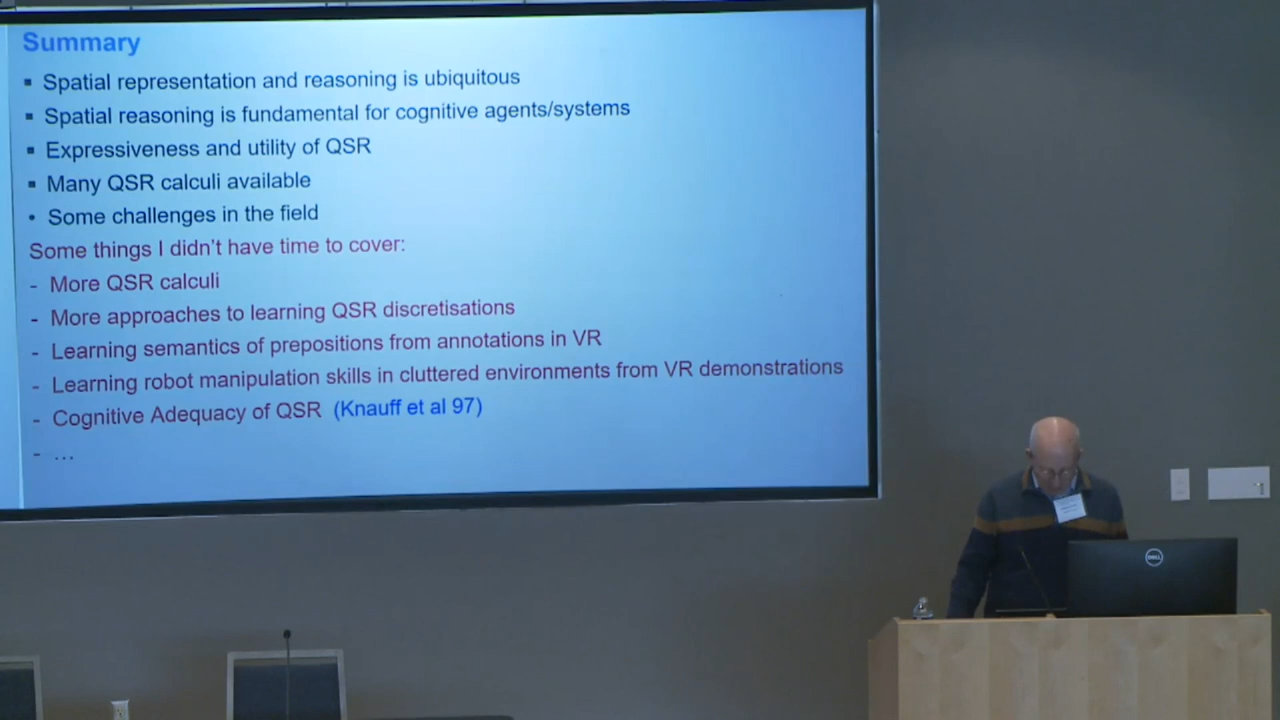 Summary
▪ Spatial representation and reasoning is ubiquitous
▪ Spatial reasoning is fundamental for cognitive agents/systems
▪ Expressiveness and utility of QSR
▪ Many QSR calculi available
• Some challenges in the field
Some things I didn't have time to cover:
- More QSR calculi
- More approaches to learning QSR discretisations
- Learning semantics of prepositions from annotations in VR
- Learning robot manipulation skills in cluttered environments from VR demonstrations
- Cognitive Adequacy of QSR (Knauff et al 97)
- ...
DELL